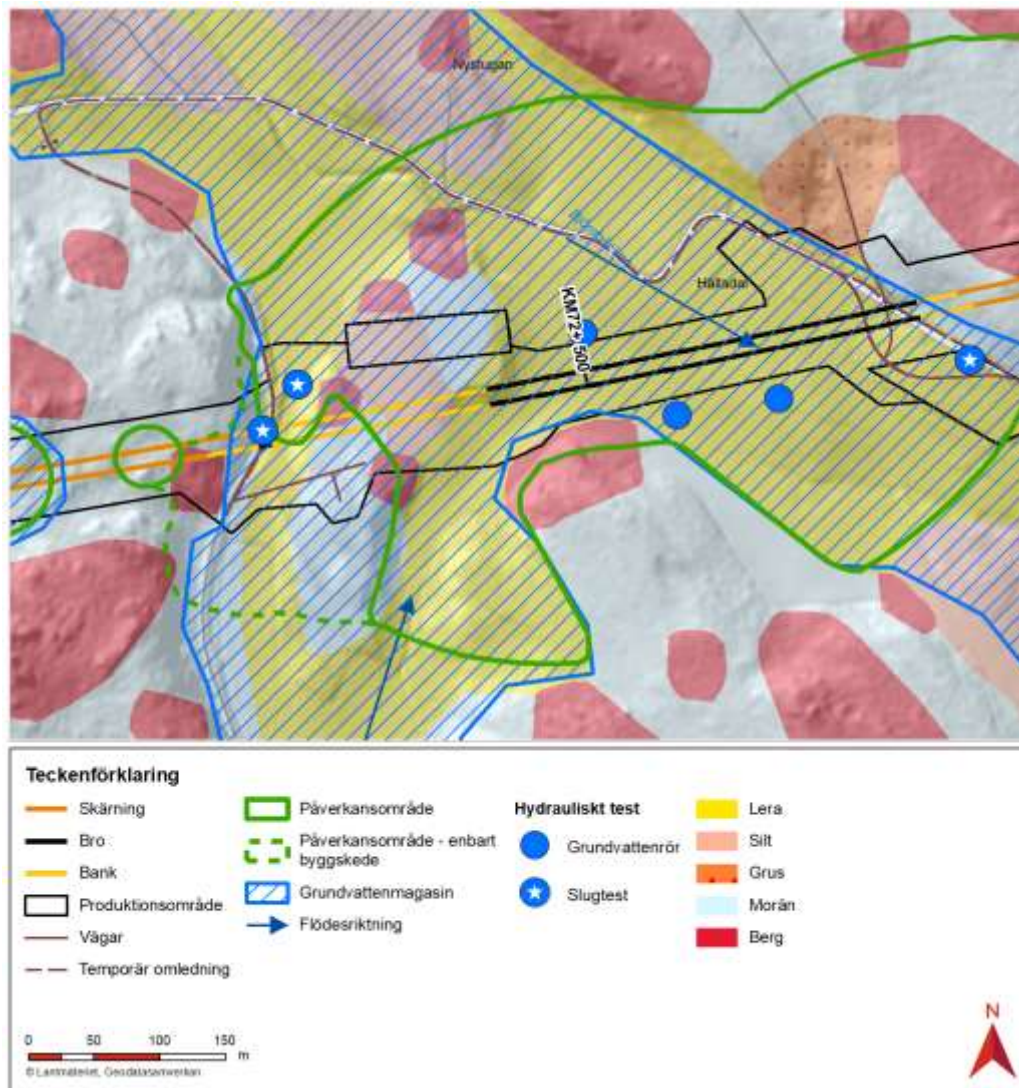 Nystugan
Hälladal
KM72+500
Teckenförklaring
Skärning
Bro
Bank
Produktionsområde
Vägar
Temporär omledning
Påverkansområde
Påverkansområde - enbart
byggskede
Grundvattenmagasin
Flödesriktning
Hydrauliskt test
Grundvattenrör
Slugtest
Lera
Silt
Grus
Morän
Berg
0 50 100 150
m
© Lantmäteriet, Geodatasamverkan
N